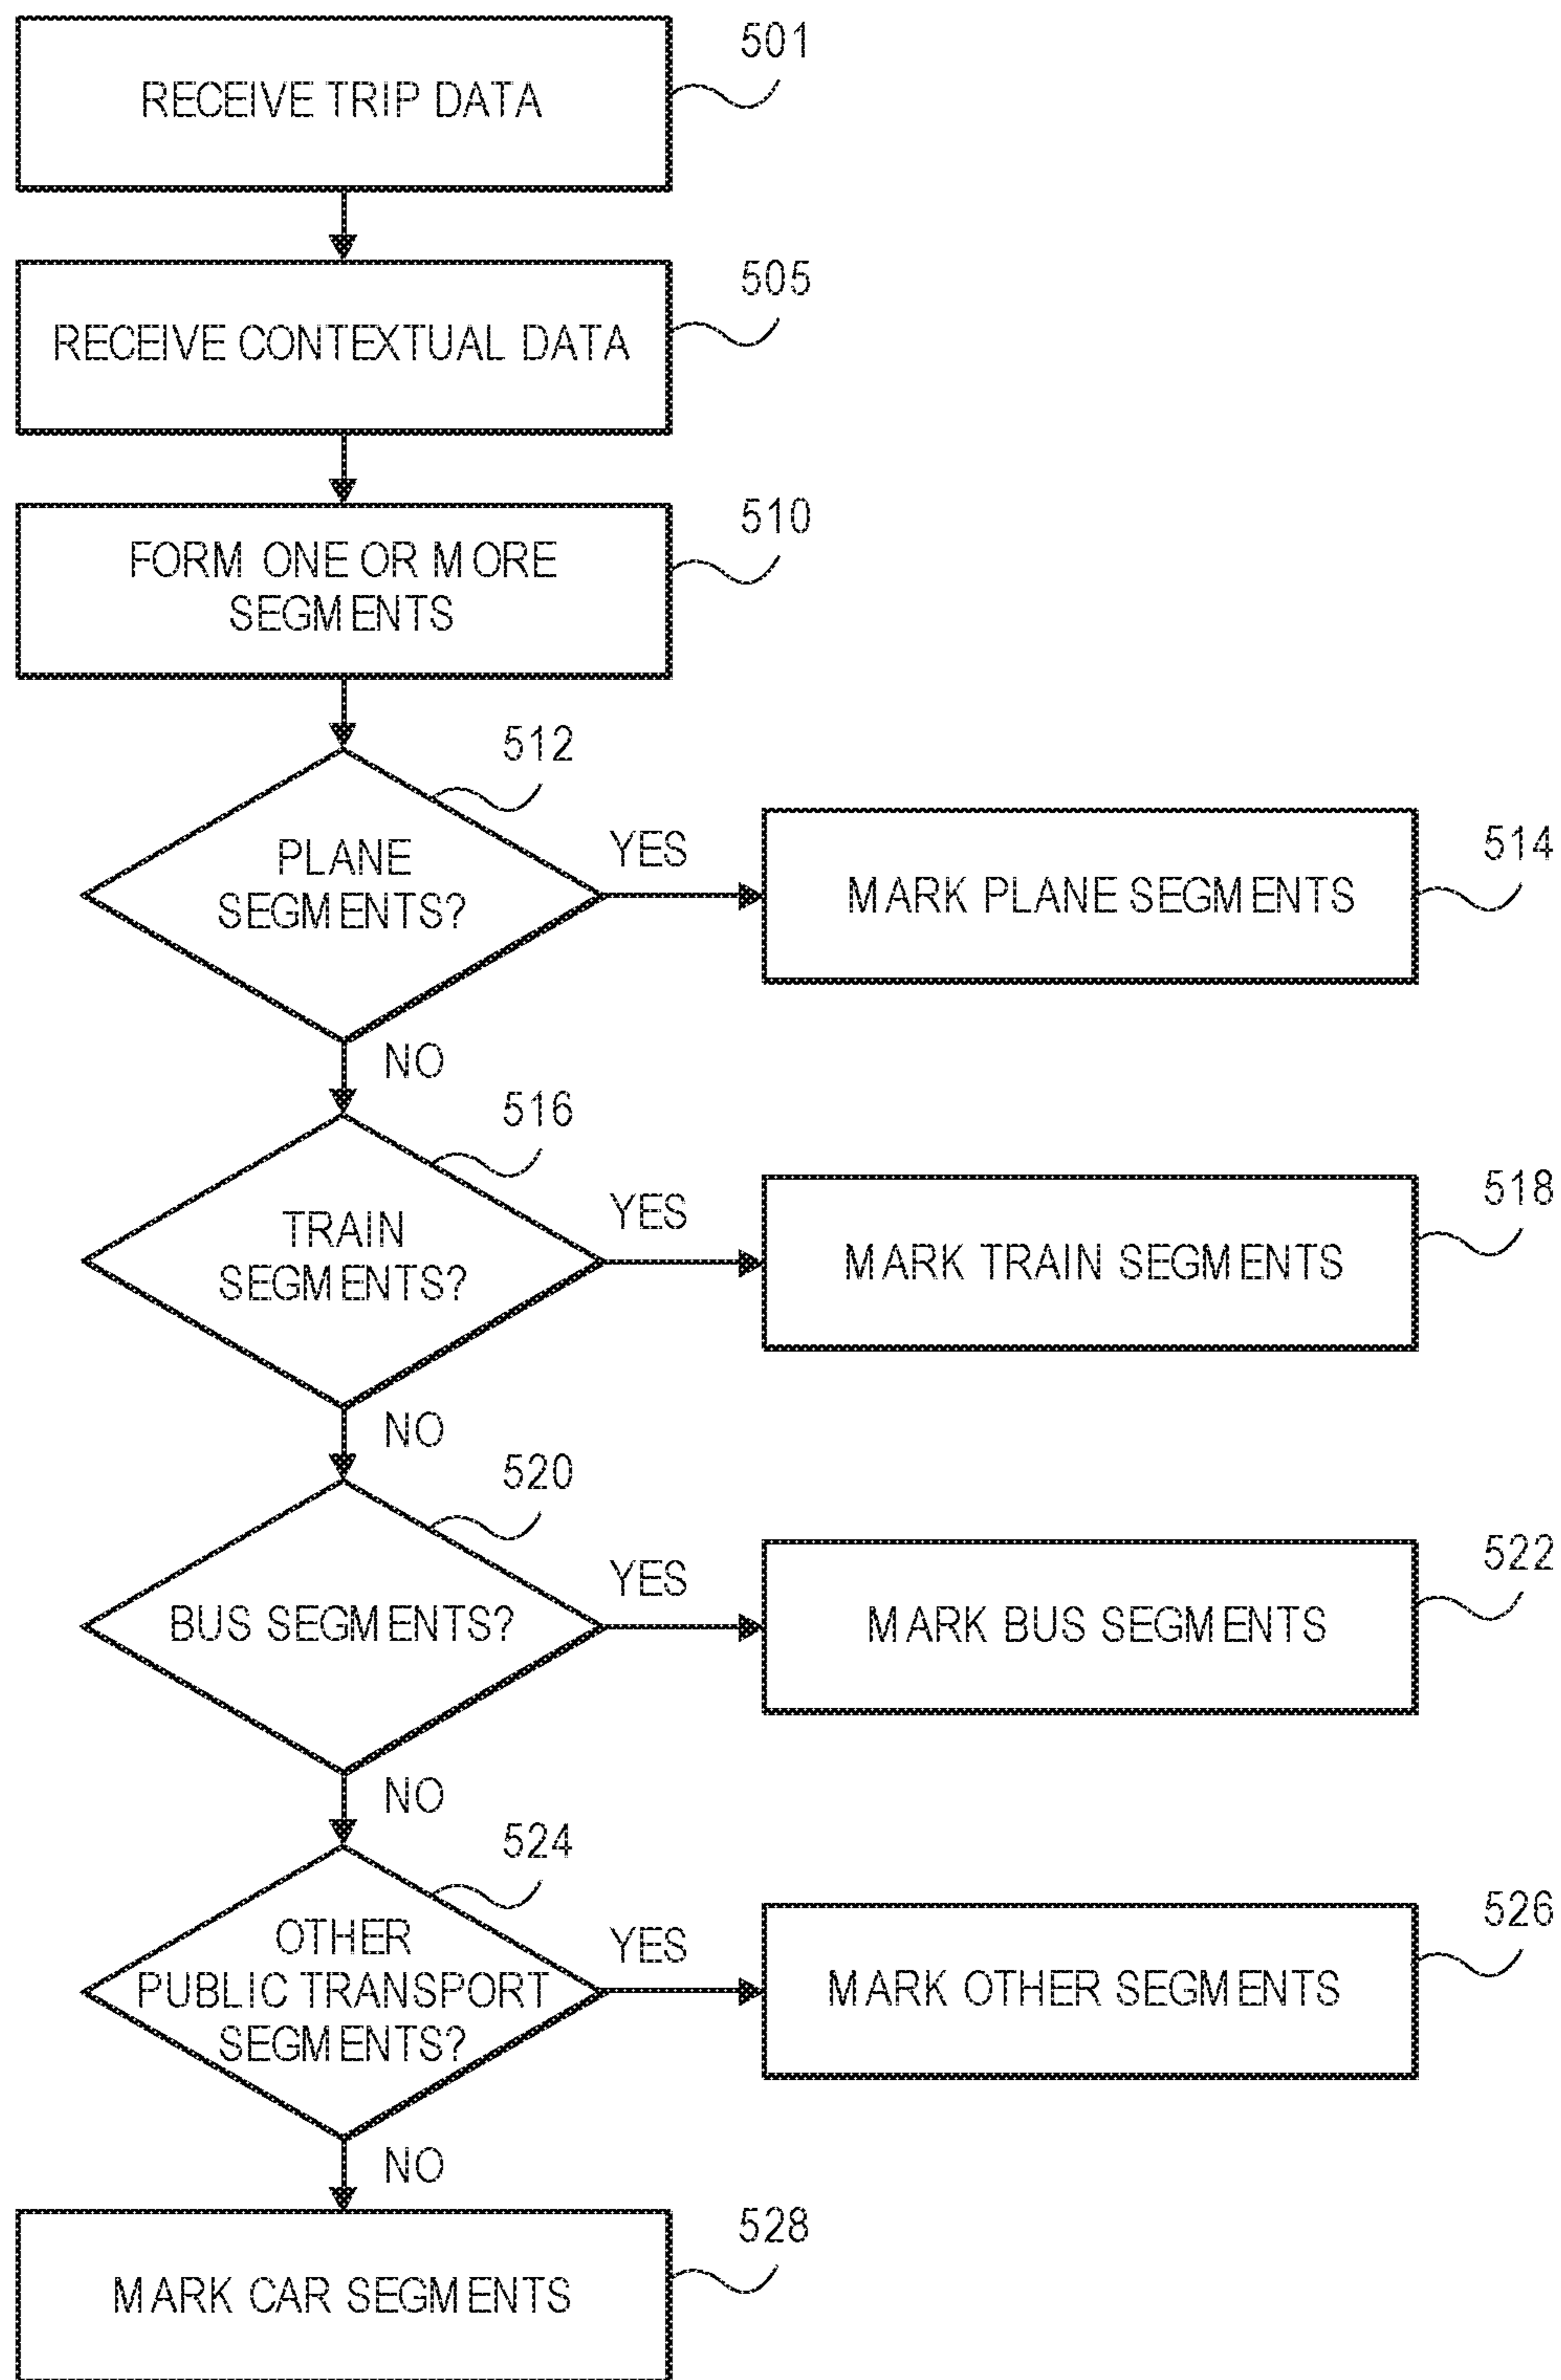 RECEIVE TRIP DATA
501
RECEIVE CONTEXTUAL DATA
505
FORM ONE OR MORE
SEGMENTS
510
512
PLANE
SEGMENTS?
YES
MARK PLANE SEGMENTS
514
NO
516
TRAIN
SEGMENTS?
YES
MARK TRAIN SEGMENTS
518
NO
520
BUS SEGMENTS?
YES
MARK BUS SEGMENTS
522
NO
524
OTHER
PUBLIC TRANSPORT
SEGMENTS?
YES
MARK OTHER SEGMENTS
526
NO
MARK CAR SEGMENTS
528